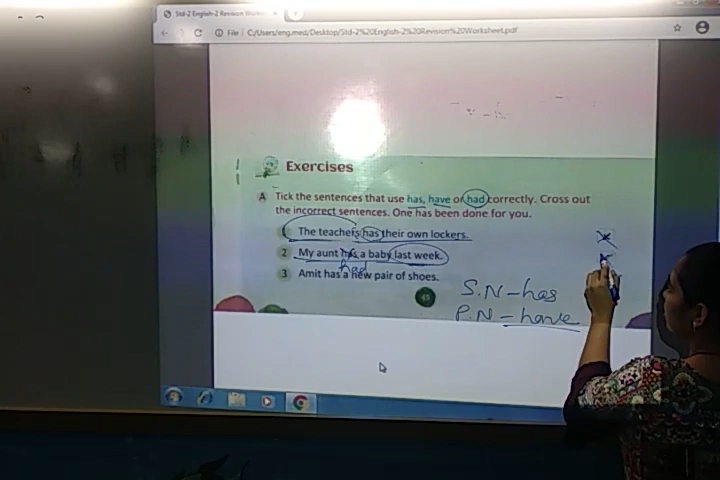 Std-2 English-2 Revision Works
File C:/Users/eng.med/Desktop/Std-2%20English-2%20Revision%20Worksheet.pdf
Exercises
A Tick the sentences that use has, have or had correctly. Cross out
the incorrect sentences. One has been done for you.
1 The teachers has their own lockers.
2 My aunt has a baby last week.
had
3 Amit has a new pair of shoes.
S.N - has
P.N - have